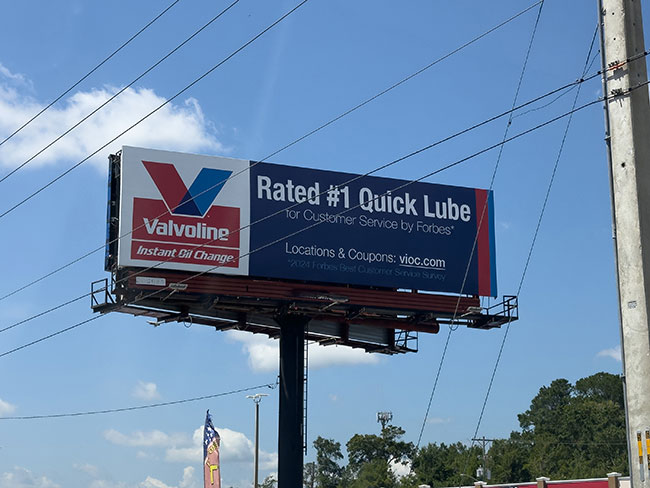 Valvoline
Instant Oil Change℠
Rated #1 Quick Lube
for Customer Service by Forbes*
Locations & Coupons: vioc.com
*2024 Forbes Best Customer Service Survey